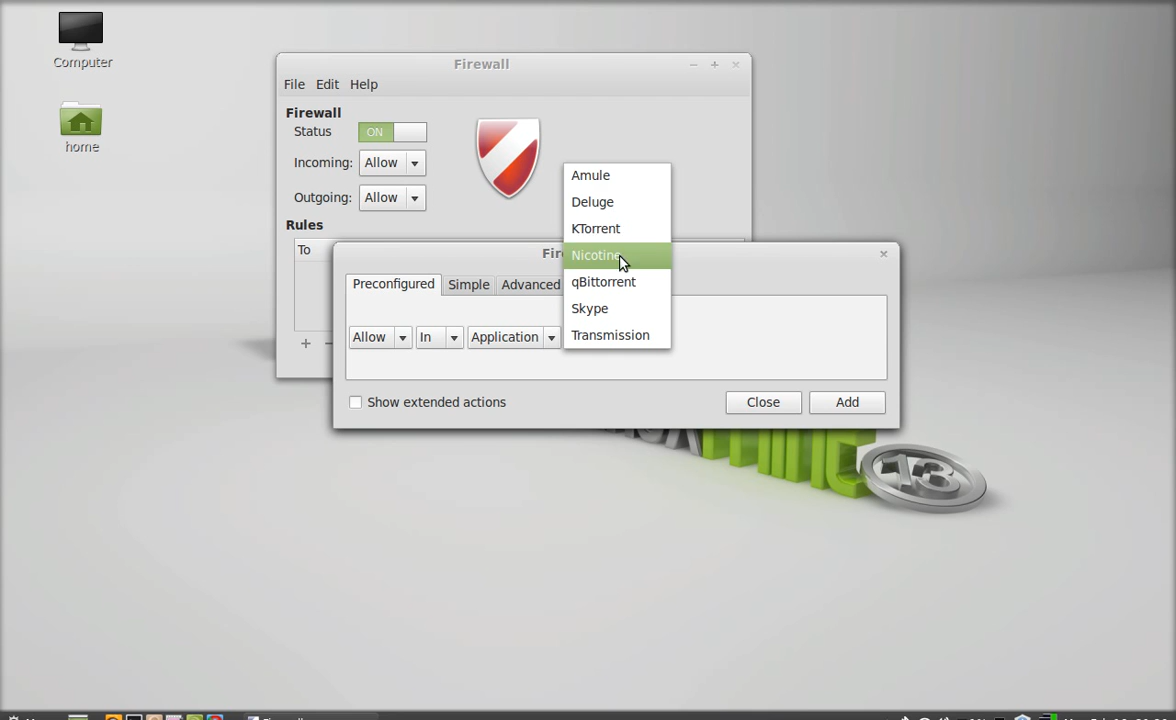 Computer
home
Firewall
File Edit Help
Firewall
Status ON
Incoming: Allow
Outgoing: Allow
Rules
To
Amule
Deluge
KTorrent
Nicotine
qBittorrent
Skype
Transmission
Preconfigured Simple Advanced
Allow In Application
Show extended actions
Close Add
13